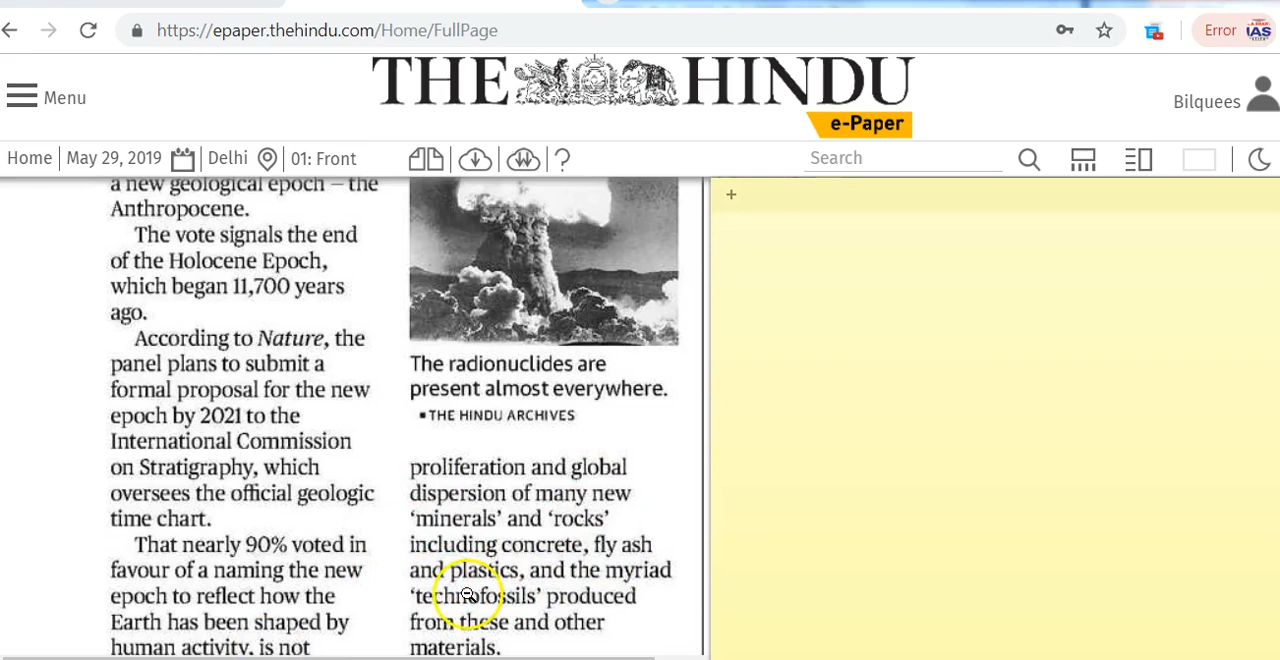 https://epaper.thehindu.com/Home/FullPage
Error
IAS
Menu
THE HINDU
e-Paper
Bilquees
Home
May 29, 2019
Delhi
01: Front
?
Search
a new geological epoch – the
Anthropocene.
The vote signals the end
of the Holocene Epoch,
which began 11,700 years
ago.
According to Nature, the
panel plans to submit a
formal proposal for the new
epoch by 2021 to the
International Commission
on Stratigraphy, which
oversees the official geologic
time chart.
That nearly 90% voted in
favour of a naming the new
epoch to reflect how the
Earth has been shaped by
human activity, is not
The radionuclides are
present almost everywhere.
▪THE HINDU ARCHIVES
proliferation and global
dispersion of many new
‘minerals’ and ‘rocks’
including concrete, fly ash
and plastics, and the myriad
‘technofossils’ produced
from these and other
materials.
+